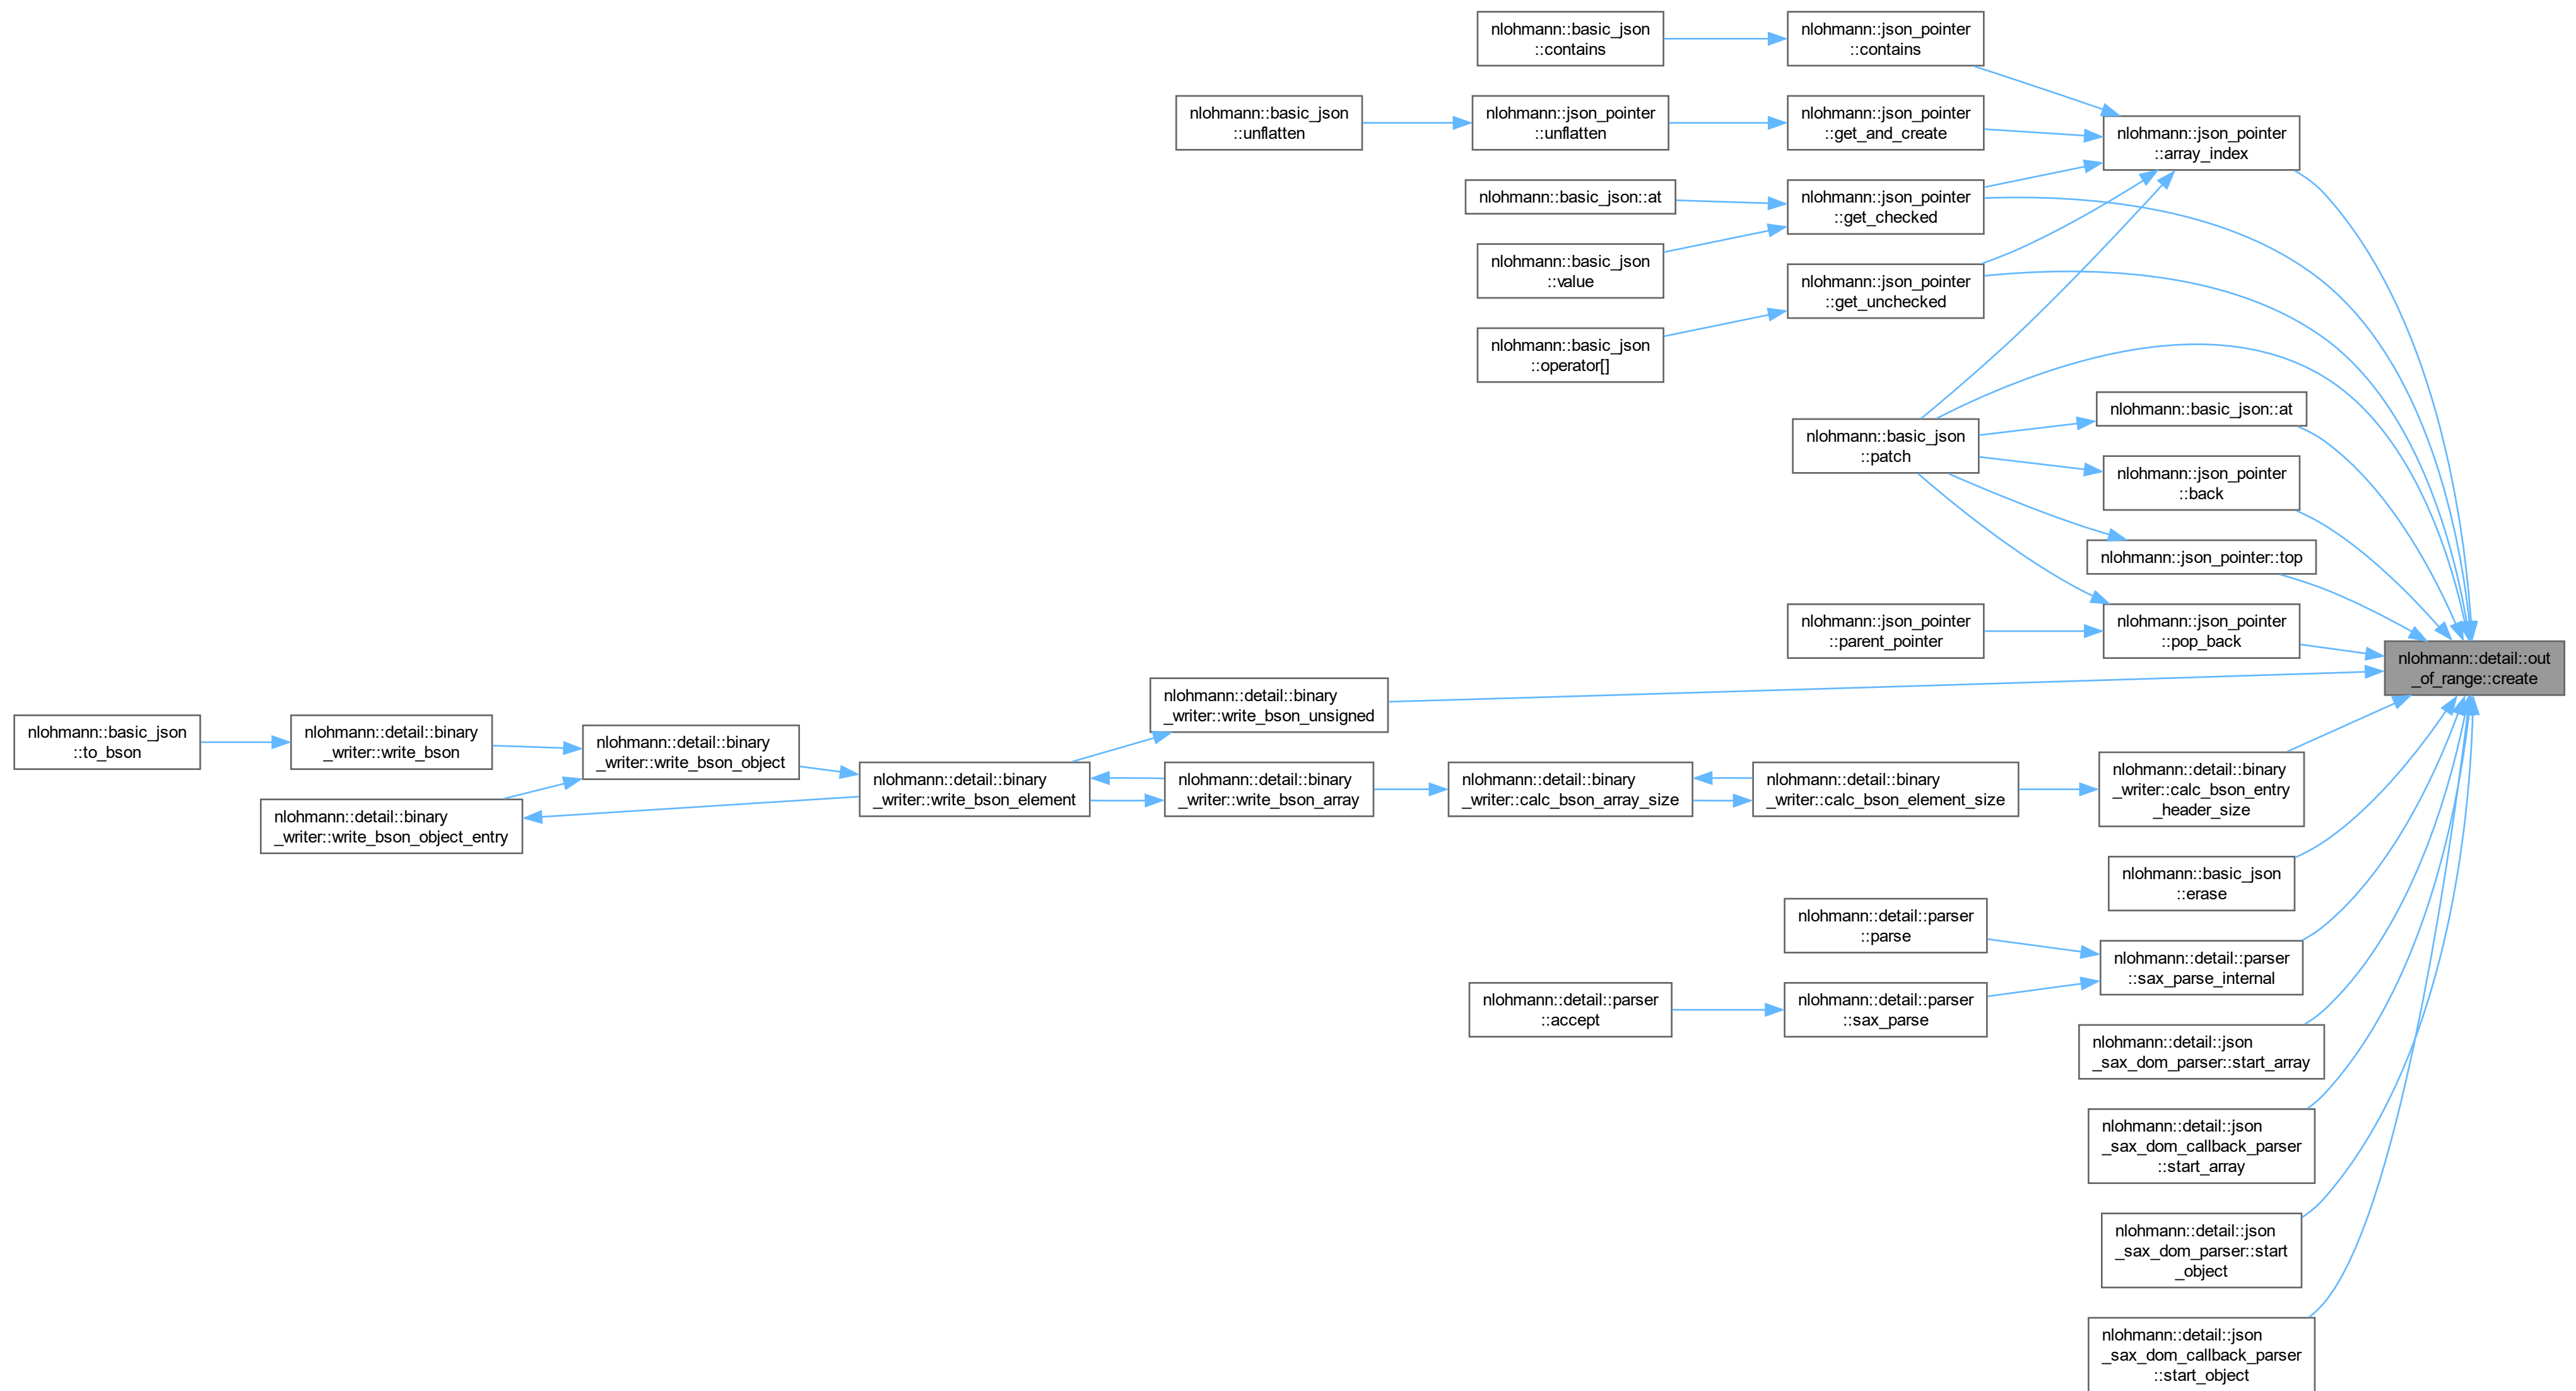 nlohmann::basic_json
::contains
nlohmann::json_pointer
::contains
nlohmann::basic_json
::unflatten
nlohmann::json_pointer
::unflatten
nlohmann::json_pointer
::get_and_create
nlohmann::json_pointer
::array_index
nlohmann::basic_json::at
nlohmann::json_pointer
::get_checked
nlohmann::basic_json
::value
nlohmann::json_pointer
::get_unchecked
nlohmann::basic_json
::operator[]
nlohmann::basic_json::at
nlohmann::basic_json
::patch
nlohmann::json_pointer
::back
nlohmann::json_pointer::top
nlohmann::json_pointer
::parent_pointer
nlohmann::json_pointer
::pop_back
nlohmann::detail::out
_of_range::create
nlohmann::detail::binary
_writer::write_bson_unsigned
nlohmann::basic_json
::to_bson
nlohmann::detail::binary
_writer::write_bson
nlohmann::detail::binary
_writer::write_bson_object
nlohmann::detail::binary
_writer::write_bson_element
nlohmann::detail::binary
_writer::write_bson_array
nlohmann::detail::binary
_writer::calc_bson_array_size
nlohmann::detail::binary
_writer::calc_bson_element_size
nlohmann::detail::binary
_writer::calc_bson_entry
_header_size
nlohmann::detail::binary
_writer::write_bson_object_entry
nlohmann::basic_json
::erase
nlohmann::detail::parser
::parse
nlohmann::detail::parser
::sax_parse_internal
nlohmann::detail::parser
::accept
nlohmann::detail::parser
::sax_parse
nlohmann::detail::json
_sax_dom_parser::start_array
nlohmann::detail::json
_sax_dom_callback_parser
::start_array
nlohmann::detail::json
_sax_dom_parser::start
_object
nlohmann::detail::json
_sax_dom_callback_parser
::start_object